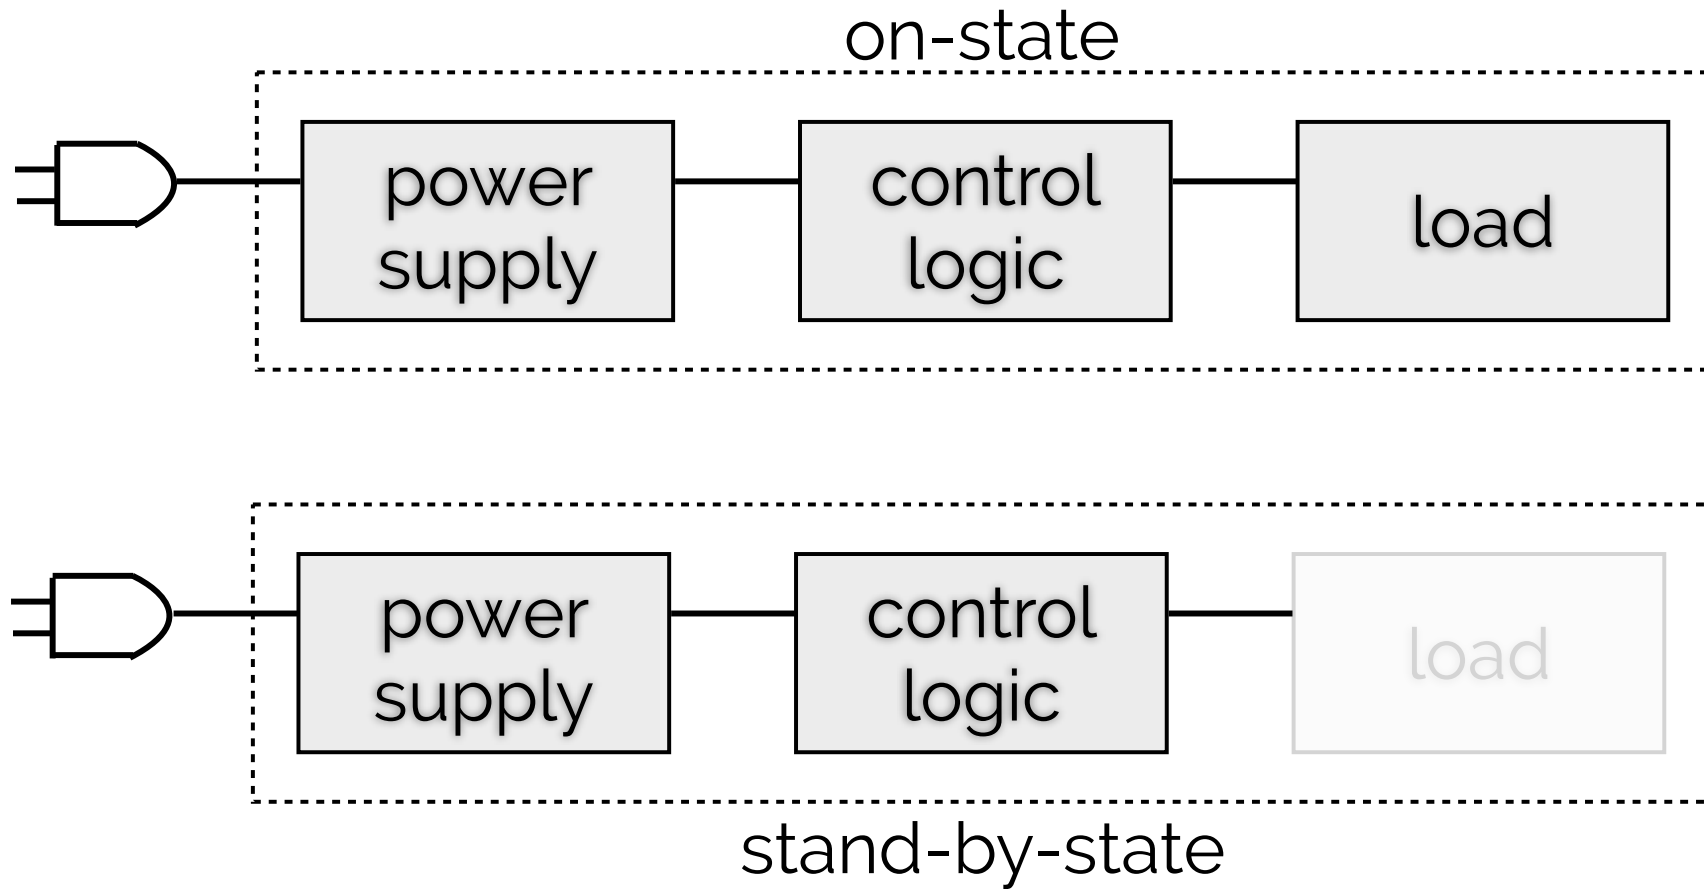 on-state
power
supply
control
logic
load
power
supply
control
logic
load
stand-by-state